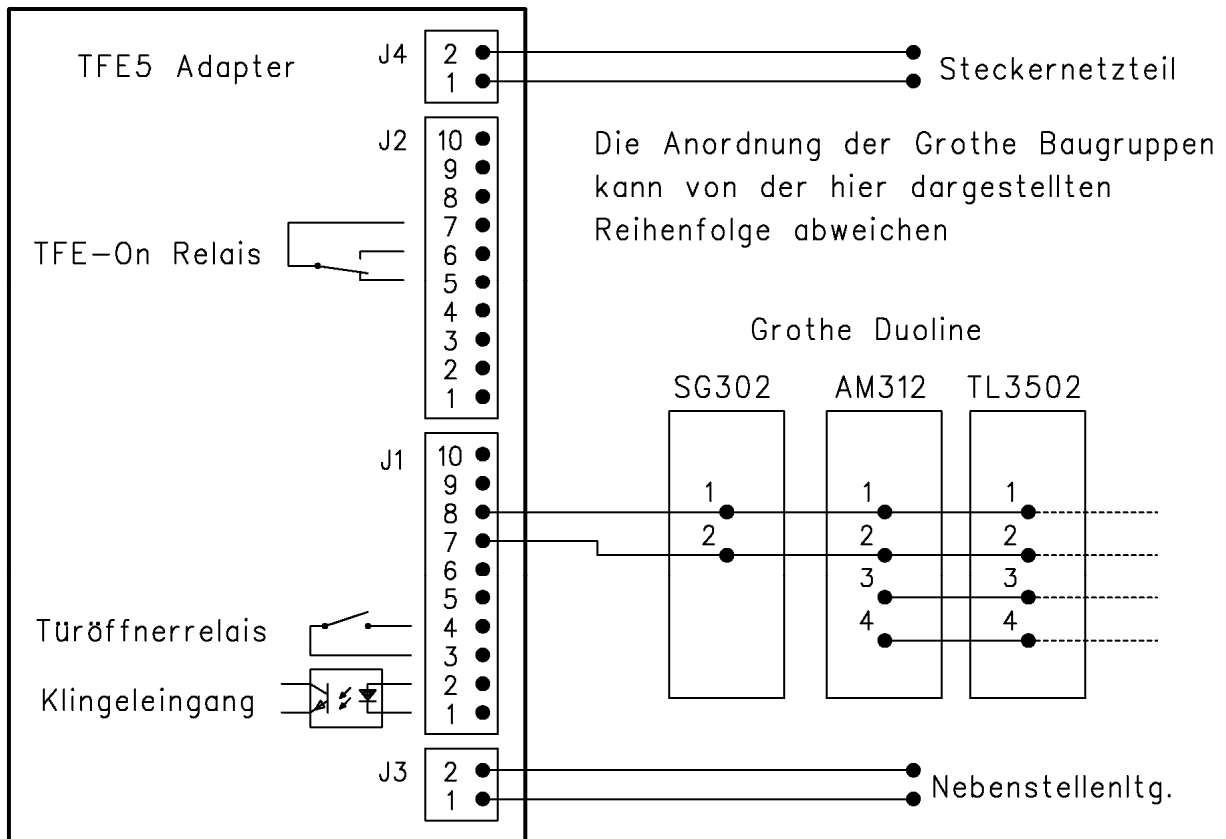 TFE5 Adapter
J4
2
1
Steckernetzteil
J2
10
9
8
7
6
5
4
3
2
1
TFE-On Relais
Die Anordnung der Grothe Baugruppen
kann von der hier dargestellten
Reihenfolge abweichen
Grothe Duoline
SG302 AM312 TL3502
J1
10
9
8
7
6
5
4
3
2
1
1 1 1
2 2 2
3 3
4 4
Türöffnerrelais
Klingeleingang
J3
2
1
Nebenstellenltg.